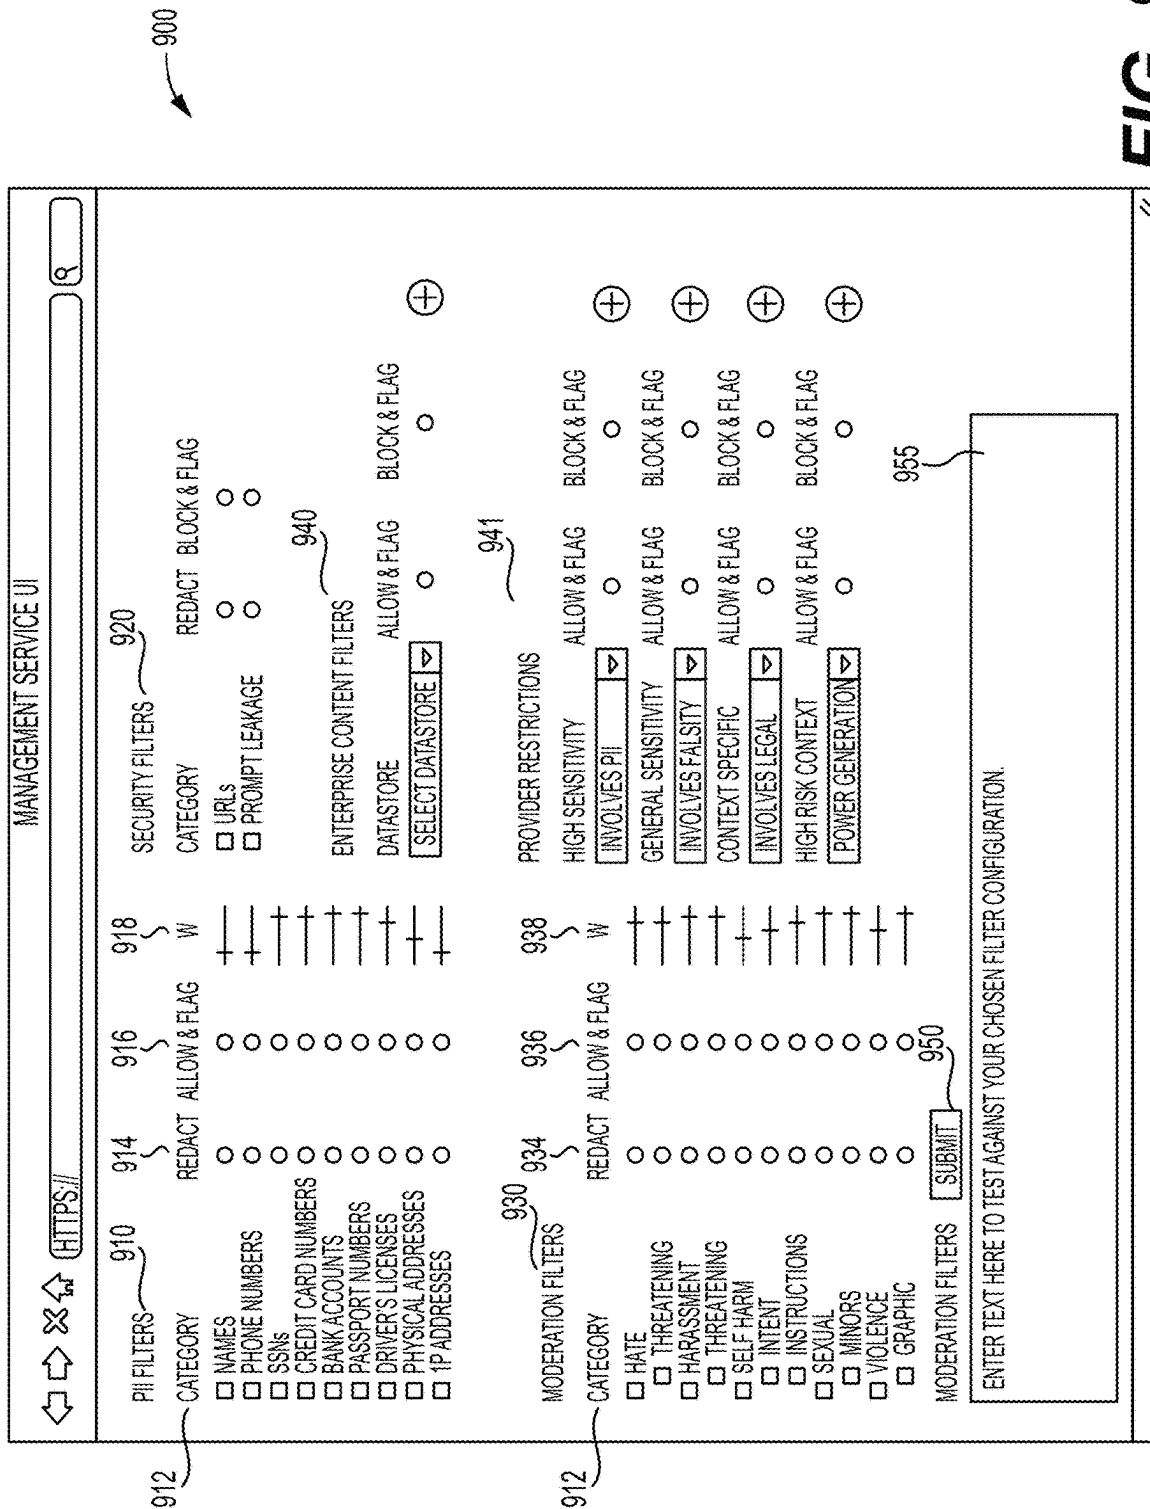 900
MANAGEMENT SERVICE UI
HTTPS://
910
914
916
918
PII FILTERS
CATEGORY
REDACT
ALLOW & FLAG
W
912
NAMES
PHONE NUMBERS
SSNs
CREDIT CARD NUMBERS
BANK ACCOUNTS
PASSPORT NUMBERS
DRIVER'S LICENSES
PHYSICAL ADDRESSES
1P ADDRESSES
920
SECURITY FILTERS
CATEGORY
REDACT
BLOCK & FLAG
URLs
PROMPT LEAKAGE
940
ENTERPRISE CONTENT FILTERS
DATASTORE
ALLOW & FLAG
BLOCK & FLAG
SELECT DATASTORE
930
934
936
938
MODERATION FILTERS
CATEGORY
REDACT
ALLOW & FLAG
W
912
HATE
THREATENING
HARASSMENT
THREATENING
SELF HARM
INTENT
INSTRUCTIONS
SEXUAL
MINORS
VIOLENCE
GRAPHIC
941
PROVIDER RESTRICTIONS
HIGH SENSITIVITY
ALLOW & FLAG
BLOCK & FLAG
INVOLVES PII
GENERAL SENSITIVITY
ALLOW & FLAG
BLOCK & FLAG
INVOLVES FALSITY
CONTEXT SPECIFIC
ALLOW & FLAG
BLOCK & FLAG
INVOLVES LEGAL
HIGH RISK CONTEXT
ALLOW & FLAG
BLOCK & FLAG
POWER GENERATION
MODERATION FILTERS
SUBMIT
950
955
ENTER TEXT HERE TO TEST AGAINST YOUR CHOSEN FILTER CONFIGURATION.
FIG.